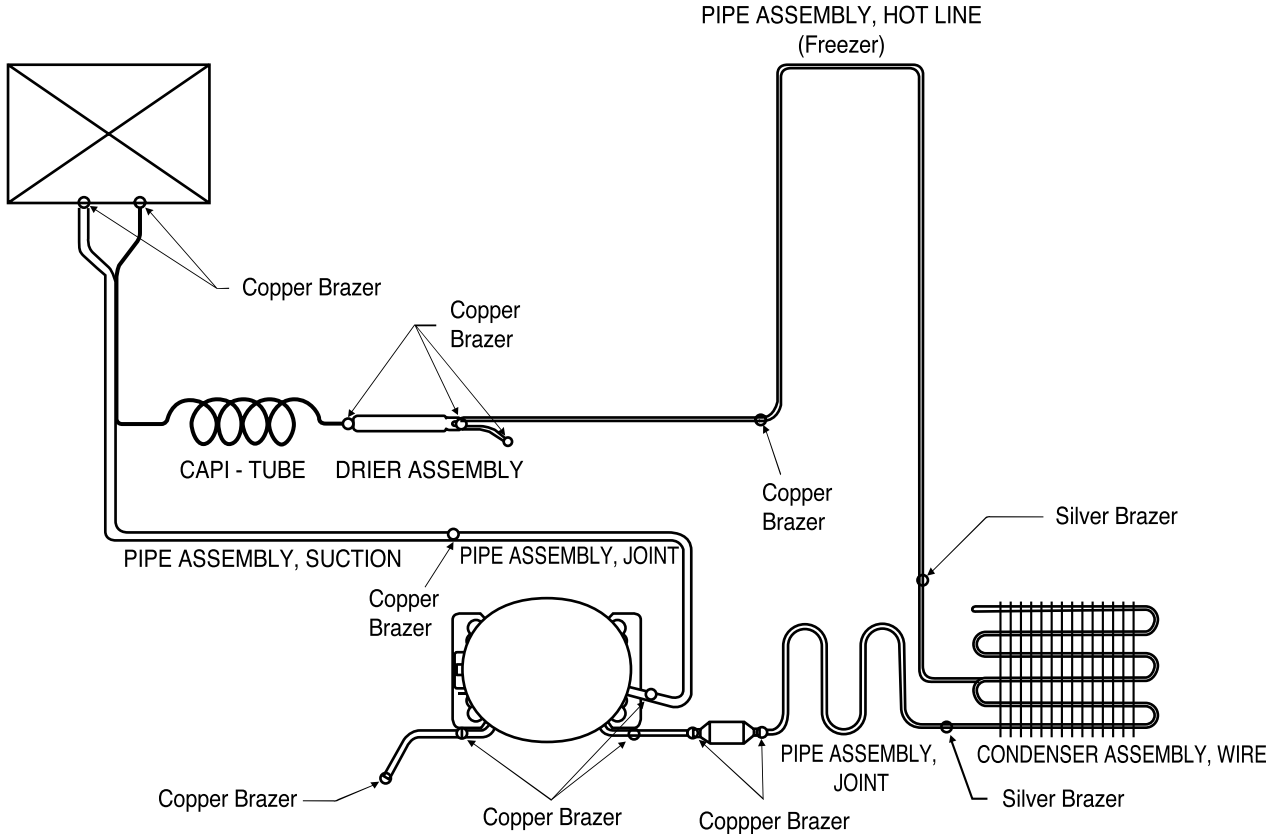 PIPE ASSEMBLY, HOT LINE
(Freezer)
Copper Brazer
Copper
Brazer
CAPI - TUBE
DRIER ASSEMBLY
Copper
Brazer
Silver Brazer
PIPE ASSEMBLY, SUCTION
PIPE ASSEMBLY, JOINT
Copper
Brazer
PIPE ASSEMBLY,
JOINT
CONDENSER ASSEMBLY, WIRE
Copper Brazer
Copper Brazer
Coppper Brazer
Silver Brazer